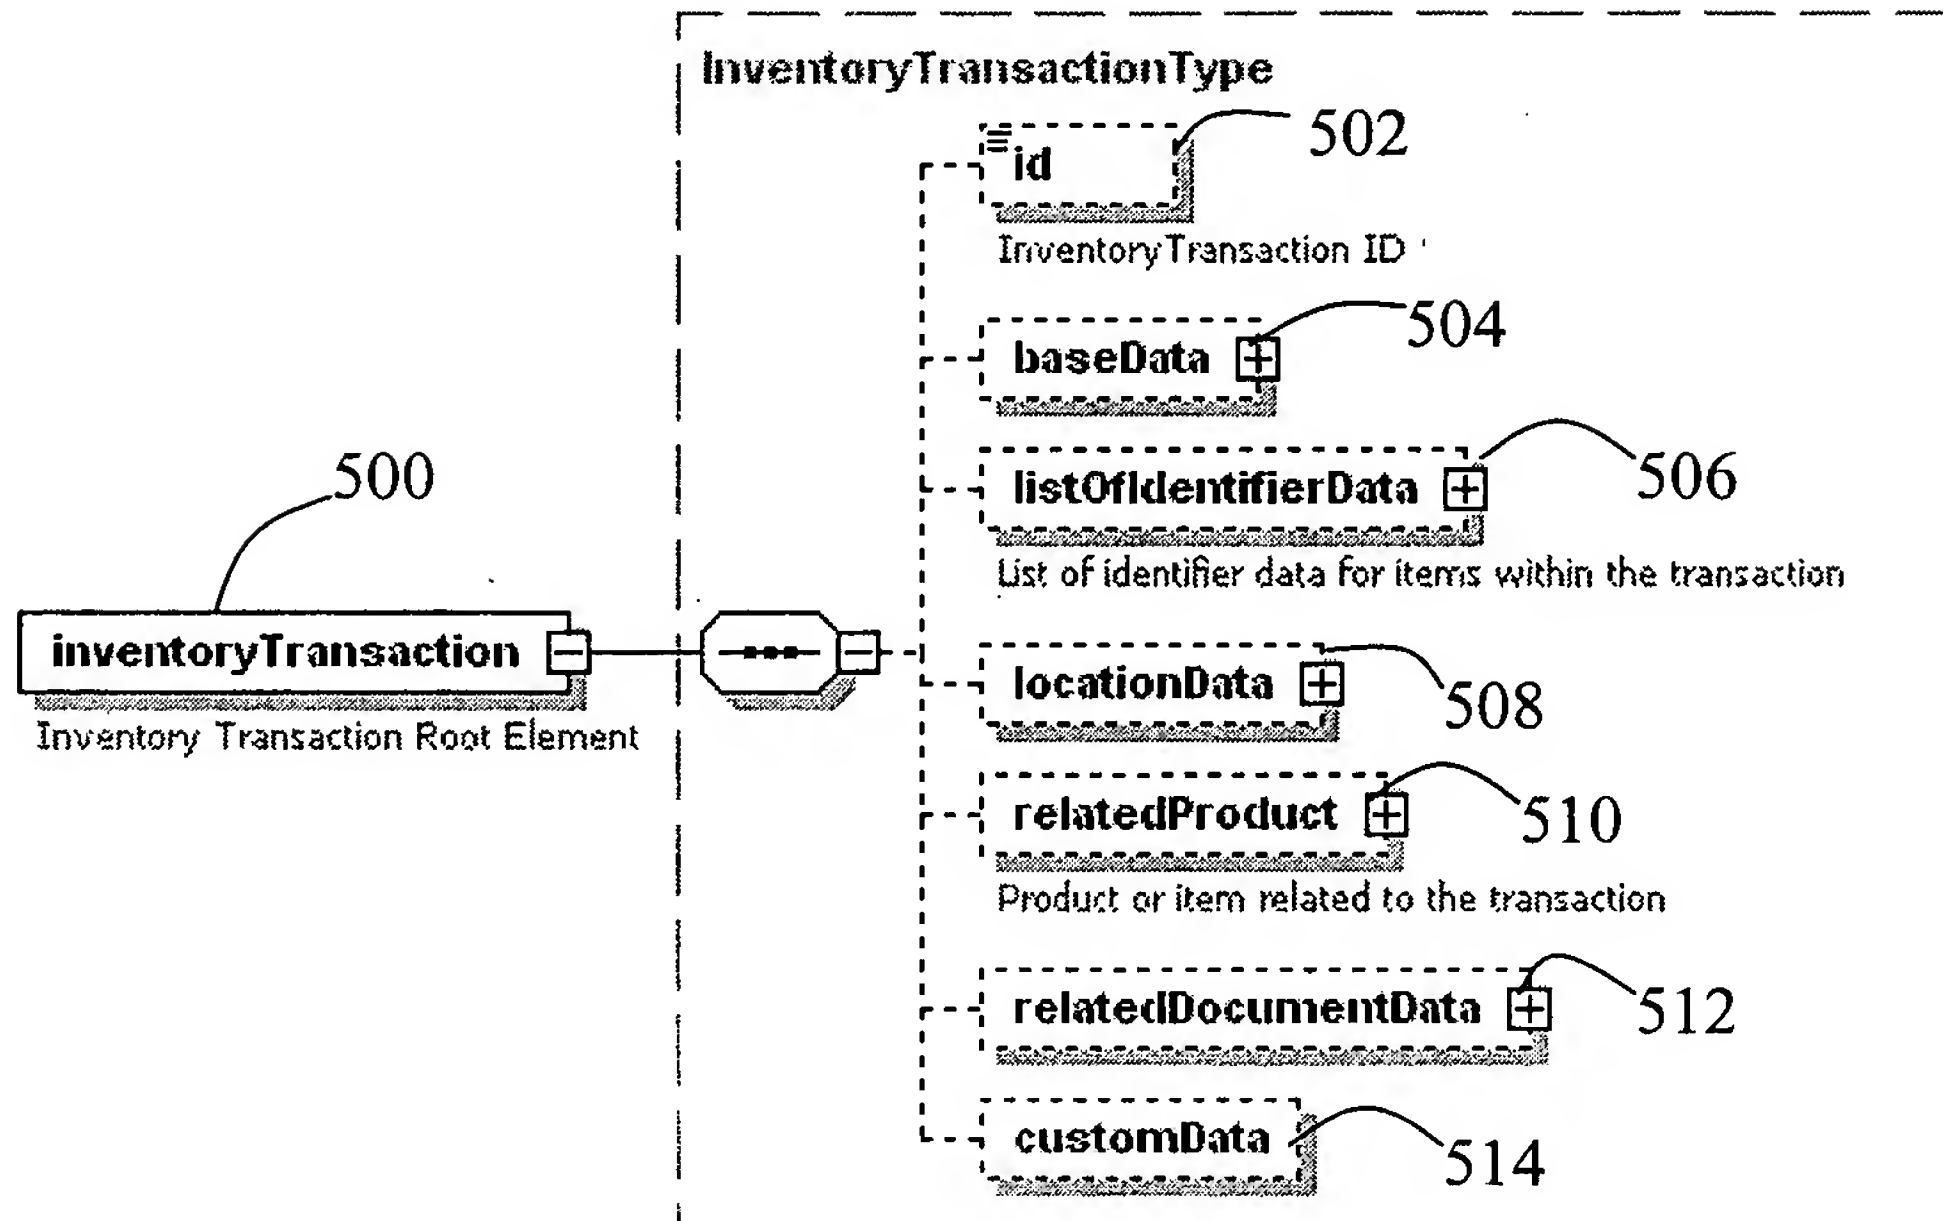 InventoryTransactionType
502
id
InventoryTransaction ID
504
baseData
506
listOfIdentifierData
List of identifier data for items within the transaction
500
inventoryTransaction
Inventory Transaction Root Element
508
locationData
510
relatedProduct
Product or item related to the transaction
512
relatedDocumentData
514
customData